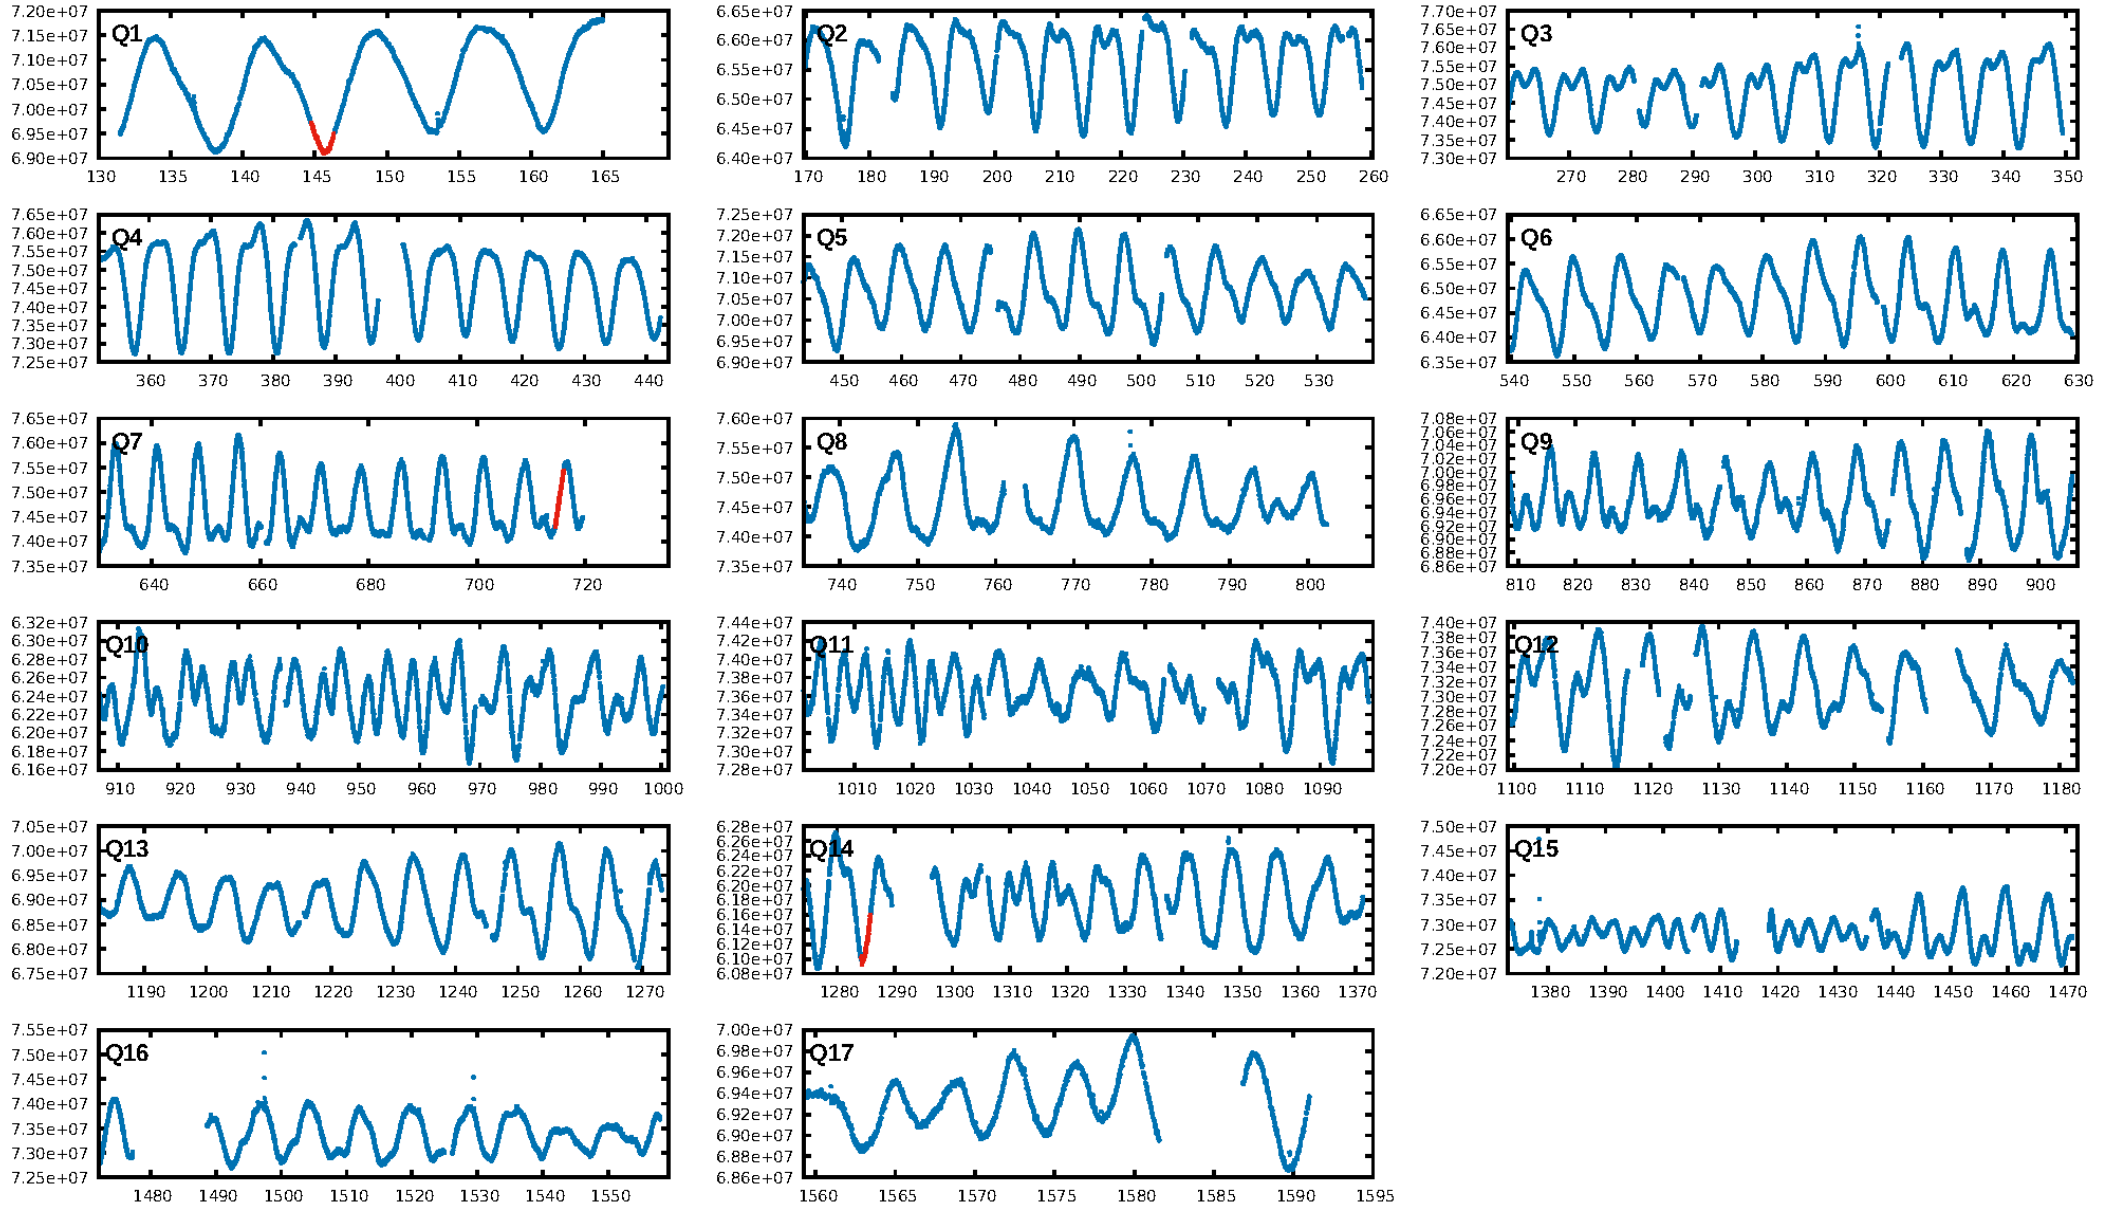 Q1
7.20e+07
7.15e+07
7.10e+07
7.05e+07
7.00e+07
6.95e+07
6.90e+07
130 135 140 145 150 155 160 165
Q2
6.65e+07
6.60e+07
6.55e+07
6.50e+07
6.45e+07
6.40e+07
170 180 190 200 210 220 230 240 250 260
Q3
7.70e+07
7.65e+07
7.60e+07
7.55e+07
7.50e+07
7.45e+07
7.40e+07
7.35e+07
7.30e+07
270 280 290 300 310 320 330 340 350
Q4
7.65e+07
7.60e+07
7.55e+07
7.50e+07
7.45e+07
7.40e+07
7.35e+07
7.30e+07
7.25e+07
360 370 380 390 400 410 420 430 440
Q5
7.25e+07
7.20e+07
7.15e+07
7.10e+07
7.05e+07
7.00e+07
6.95e+07
6.90e+07
450 460 470 480 490 500 510 520 530
Q6
6.65e+07
6.60e+07
6.55e+07
6.50e+07
6.45e+07
6.40e+07
6.35e+07
540 550 560 570 580 590 600 610 620 630
Q7
7.65e+07
7.60e+07
7.55e+07
7.50e+07
7.45e+07
7.40e+07
7.35e+07
640 660 680 700 720
Q8
7.60e+07
7.55e+07
7.50e+07
7.45e+07
7.40e+07
7.35e+07
740 750 760 770 780 790 800
Q9
7.08e+07
7.06e+07
7.04e+07
7.02e+07
7.00e+07
6.98e+07
6.96e+07
6.94e+07
6.92e+07
6.90e+07
6.88e+07
6.86e+07
810 820 830 840 850 860 870 880 890 900
Q10
6.32e+07
6.30e+07
6.28e+07
6.26e+07
6.24e+07
6.22e+07
6.20e+07
6.18e+07
6.16e+07
910 920 930 940 950 960 970 980 990 1000
Q11
7.44e+07
7.42e+07
7.40e+07
7.38e+07
7.36e+07
7.34e+07
7.32e+07
7.30e+07
7.28e+07
1010 1020 1030 1040 1050 1060 1070 1080 1090
Q12
7.40e+07
7.38e+07
7.36e+07
7.34e+07
7.32e+07
7.30e+07
7.28e+07
7.26e+07
7.24e+07
7.22e+07
7.20e+07
1100 1110 1120 1130 1140 1150 1160 1170 1180
Q13
7.05e+07
7.00e+07
6.95e+07
6.90e+07
6.85e+07
6.80e+07
6.75e+07
1190 1200 1210 1220 1230 1240 1250 1260 1270
Q14
6.28e+07
6.26e+07
6.24e+07
6.22e+07
6.20e+07
6.18e+07
6.16e+07
6.14e+07
6.12e+07
6.10e+07
6.08e+07
1280 1290 1300 1310 1320 1330 1340 1350 1360 1370
Q15
7.50e+07
7.45e+07
7.40e+07
7.35e+07
7.30e+07
7.25e+07
7.20e+07
1380 1390 1400 1410 1420 1430 1440 1450 1460 1470
Q16
7.55e+07
7.50e+07
7.45e+07
7.40e+07
7.35e+07
7.30e+07
7.25e+07
1480 1490 1500 1510 1520 1530 1540 1550
Q17
7.00e+07
6.98e+07
6.96e+07
6.94e+07
6.92e+07
6.90e+07
6.88e+07
6.86e+07
1560 1565 1570 1575 1580 1585 1590 1595